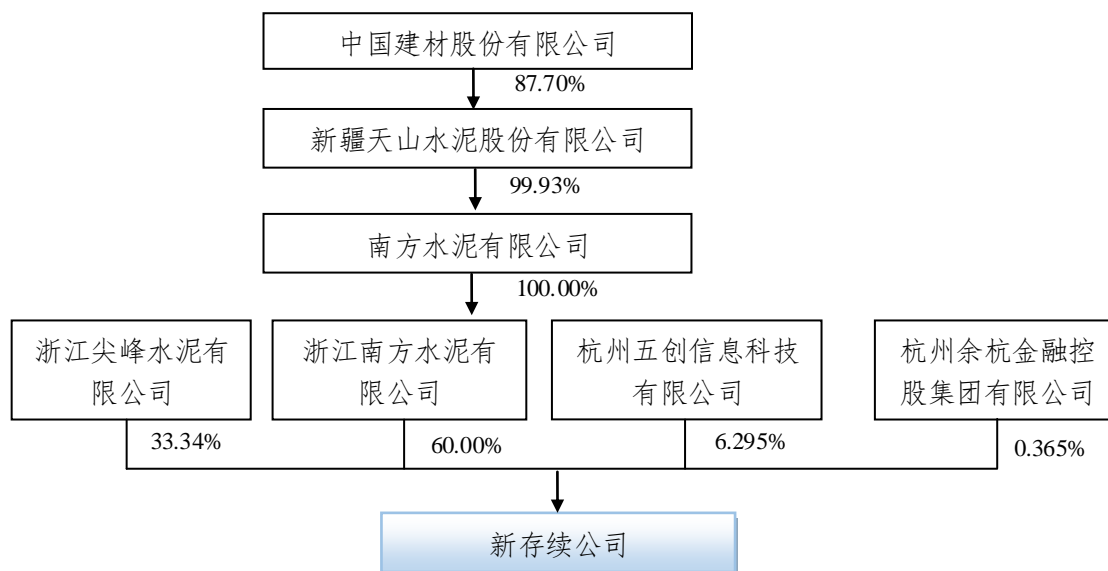 中国建材股份有限公司
87.70%
新疆天山水泥股份有限公司
99.93%
南方水泥有限公司
100.00%
浙江尖峰水泥有
限公司
浙江南方水泥有
限公司
杭州五创信息科技
有限公司
杭州余杭金融控
股集团有限公司
33.34%
60.00%
6.295%
0.365%
新存续公司